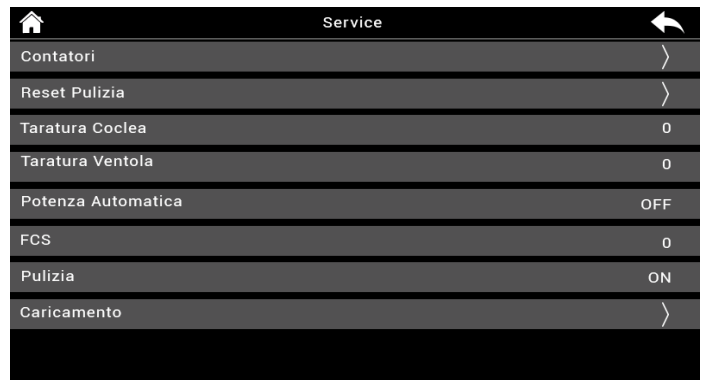 Service
Contatori
Reset Pulizia
Taratura Coclea 0
Taratura Ventola 0
Potenza Automatica OFF
FCS 0
Pulizia ON
Caricamento